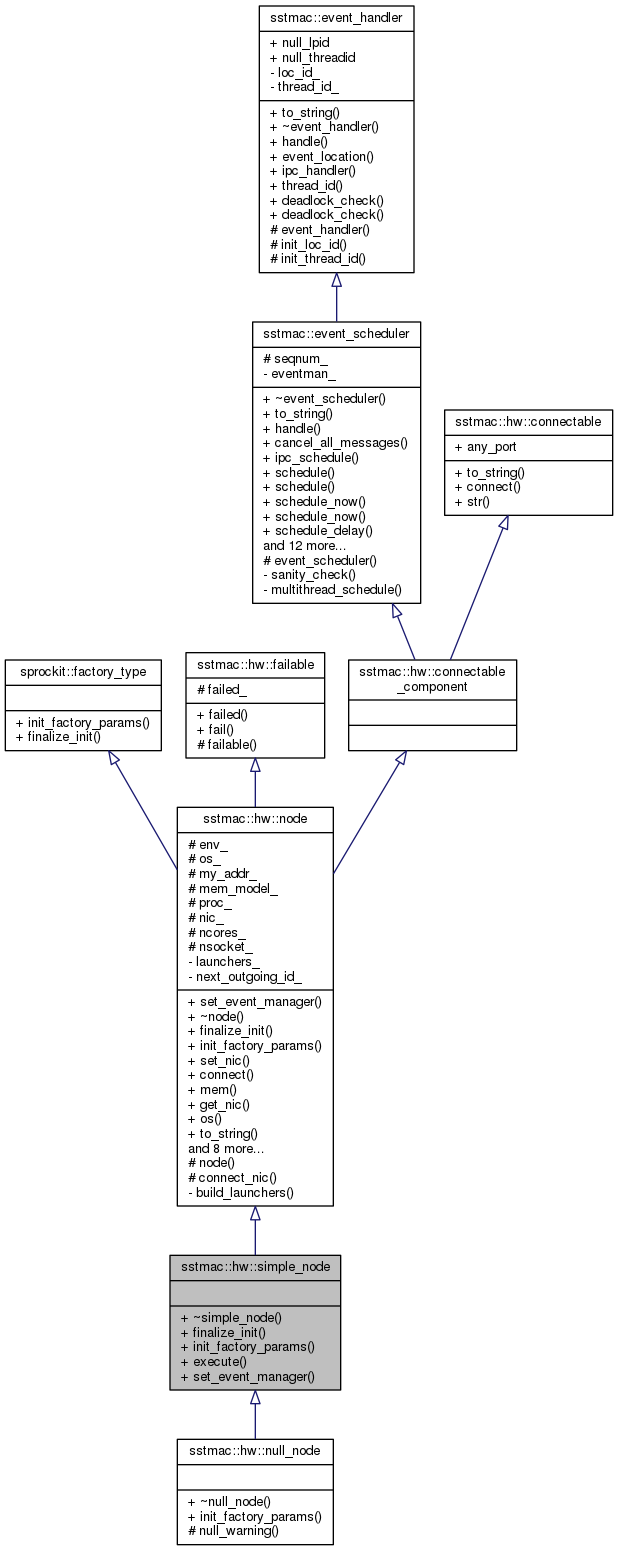 sstmac::event_handler
+ null_lpid
+ null_threadid
- loc_id_
- thread_id_
+ to_string()
+ ~event_handler()
+ handle()
+ event_location()
+ ipc_handler()
+ thread_id()
+ deadlock_check()
+ deadlock_check()
# event_handler()
# init_loc_id()
# init_thread_id()
sstmac::event_scheduler
# seqnum_
- eventman_
+ ~event_scheduler()
+ to_string()
+ handle()
+ cancel_all_messages()
+ ipc_schedule()
+ schedule()
+ schedule()
+ schedule_now()
+ schedule_now()
+ schedule_delay()
and 12 more...
# event_scheduler()
- sanity_check()
- multithread_schedule()
sstmac::hw::connectable
+ any_port
+ to_string()
+ connect()
+ str()
sprockit::factory_type
+ init_factory_params()
+ finalize_init()
sstmac::hw::failable
# failed_
+ failed()
+ fail()
# failable()
sstmac::hw::connectable
_component
sstmac::hw::node
# env_
# os_
# my_addr_
# mem_model_
# proc_
# nic_
# ncores_
# nsocket_
- launchers_
- next_outgoing_id_
+ set_event_manager()
+ ~node()
+ finalize_init()
+ init_factory_params()
+ set_nic()
+ connect()
+ mem()
+ get_nic()
+ os()
+ to_string()
and 8 more...
# node()
# connect_nic()
- build_launchers()
sstmac::hw::simple_node
+ ~simple_node()
+ finalize_init()
+ init_factory_params()
+ execute()
+ set_event_manager()
sstmac::hw::null_node
+ ~null_node()
+ init_factory_params()
# null_warning()